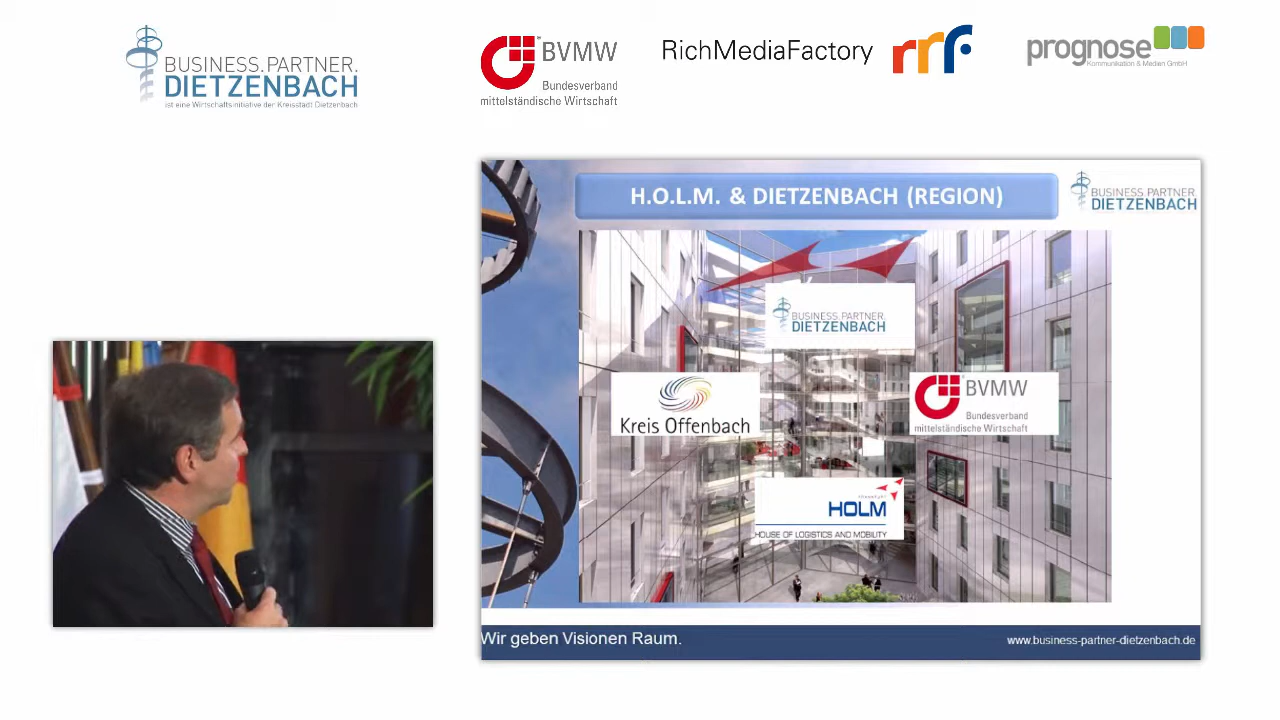 BUSINESS.PARTNER.
DIETZENBACH
ist eine Wirtschaftsinitiative der Kreisstadt Dietzenbach
BVMW
Bundesverband
mittelständische Wirtschaft
RichMediaFactory
rrf
prognose
Kommunikation & Medien GmbH
H.O.L.M. & DIETZENBACH (REGION)
BUSINESS.PARTNER.
DIETZENBACH
BUSINESS.PARTNER.
DIETZENBACH
Kreis Offenbach
BVMW
Bundesverband
mittelständische Wirtschaft
HOLM
HOUSE OF LOGISTICS AND MOBILITY
Wir geben Visionen Raum.
www.business-partner-dietzenbach.de